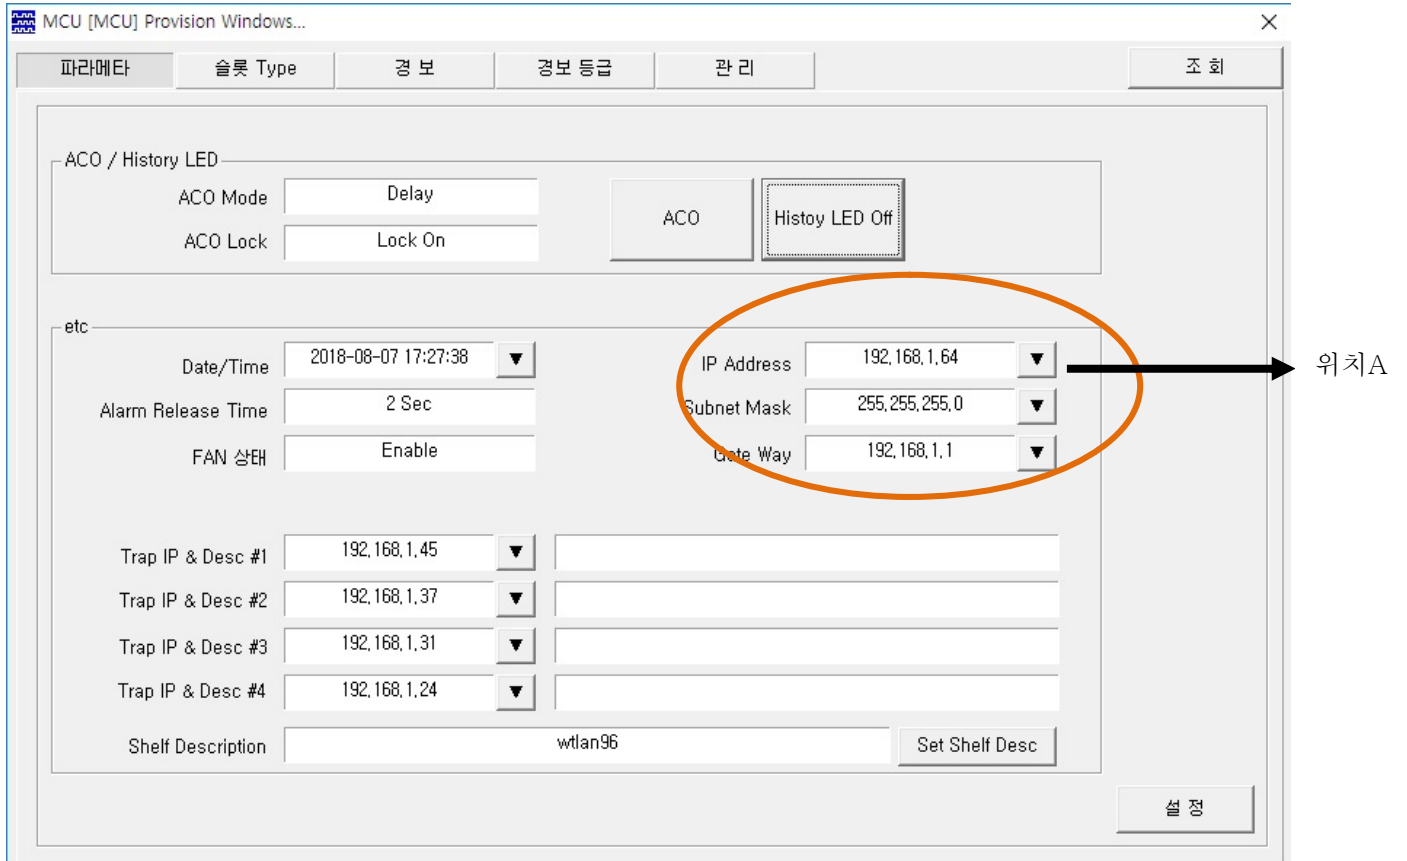 MCU [MCU] Provision Windows...
파라메타 슬롯 Type 경 보 경보 등급 관 리 조 회
ACO / History LED
ACO Mode Delay
ACO Lock Lock On
ACO Histoy LED Off
etc
Date/Time 2018-08-07 17:27:38 IP Address 192,168,1,64 위치A
Alarm Release Time 2 Sec Subnet Mask 255,255,255,0
FAN 상태 Enable Gate Way 192,168,1,1
Trap IP & Desc #1 192,168,1,45
Trap IP & Desc #2 192,168,1,37
Trap IP & Desc #3 192,168,1,31
Trap IP & Desc #4 192,168,1,24
Shelf Description wtlan96 Set Shelf Desc
설 정